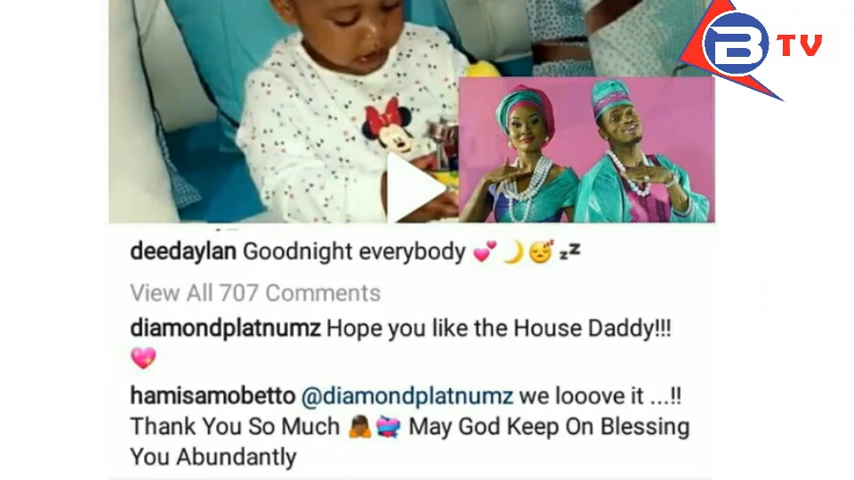 B TV
deedaylan Goodnight everybody 💕🌙😴💤
View All 707 Comments
diamondplatnumz Hope you like the House Daddy!!!
💖
hamisamobetto @diamondplatnumz we looove it ...!!
Thank You So Much 🙏🏾💝 May God Keep On Blessing
You Abundantly